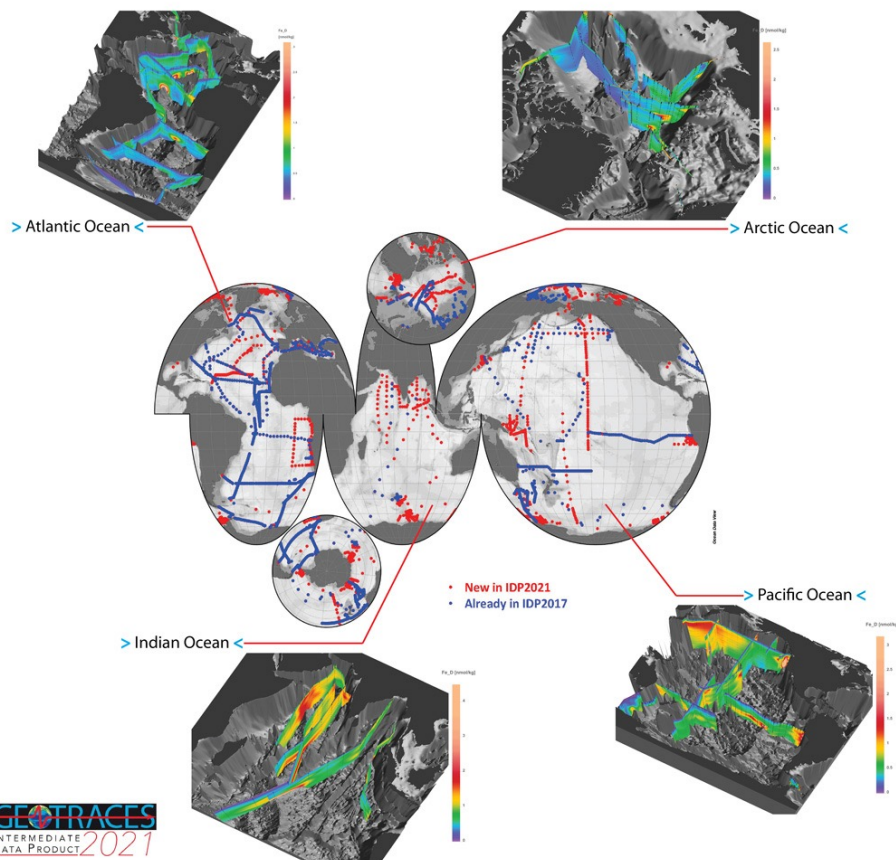 Fe_D [nmol/kg]
> Atlantic Ocean <
> Arctic Ocean <
Ocean Data View
• New in IDP2021
• Already in IDP2017
> Pacific Ocean <
> Indian Ocean <
Fe_D [nmol/kg]
Fe_D [nmol/kg]
GEOTRACES
INTERMEDIATE
DATA PRODUCT 2021